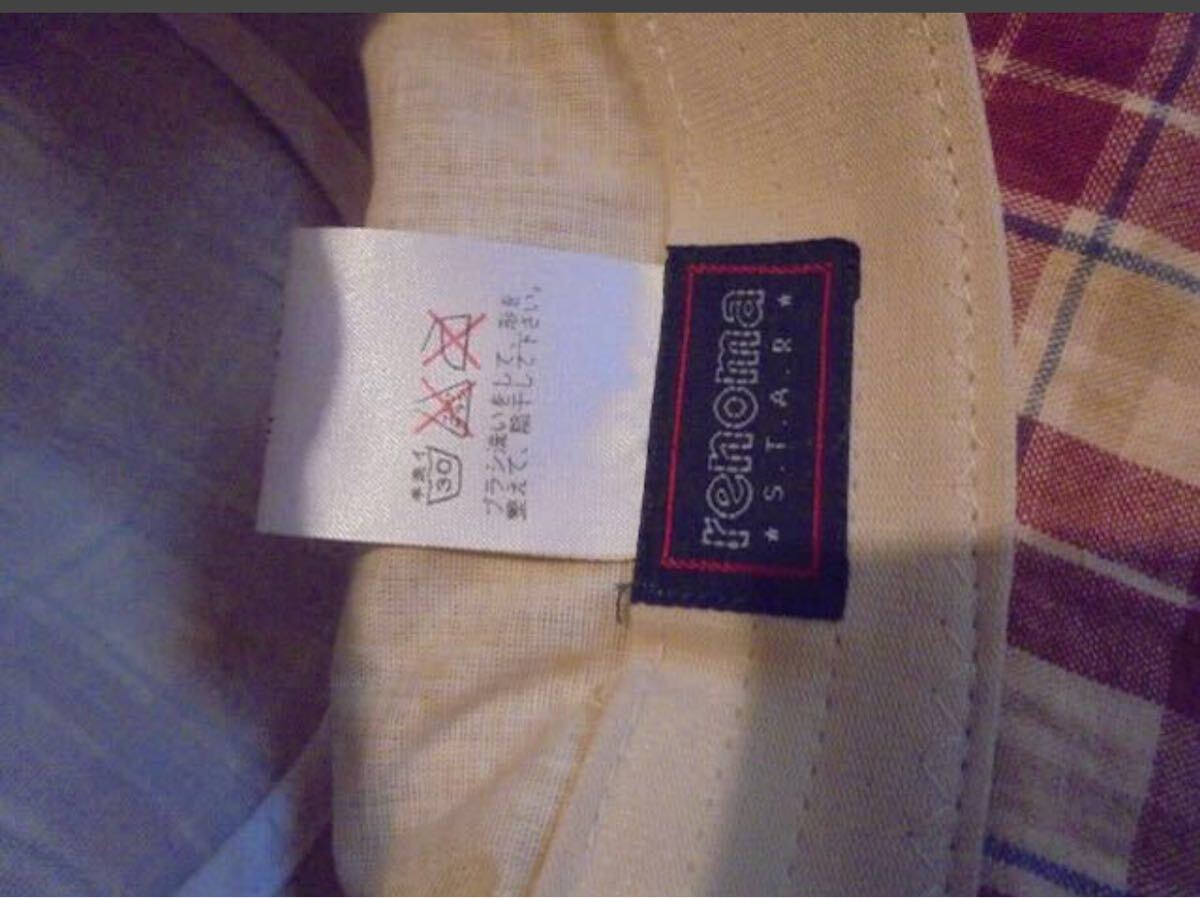 手洗イ
30
ブラシ洗いをして、形を
整えて、陰干して下さい。
renoma
★ S.T.A.R ★